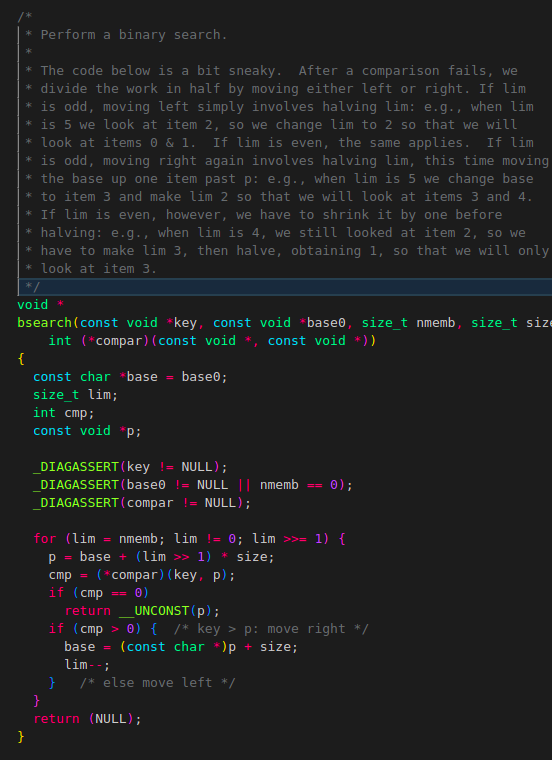 /*
 * Perform a binary search.
 *
 * The code below is a bit sneaky.  After a comparison fails, we
 * divide the work in half by moving either left or right. If lim
 * is odd, moving left simply involves halving lim: e.g., when lim
 * is 5 we look at item 2, so we change lim to 2 so that we will
 * look at items 0 & 1.  If lim is even, the same applies.  If lim
 * is odd, moving right again involves halving lim, this time moving
 * the base up one item past p: e.g., when lim is 5 we change base
 * to item 3 and make lim 2 so that we will look at items 3 and 4.
 * If lim is even, however, we have to shrink it by one before
 * halving: e.g., when lim is 4, we still looked at item 2, so we
 * have to make lim 3, then halve, obtaining 1, so that we will only
 * look at item 3.
 */
void *
bsearch(const void *key, const void *base0, size_t nmemb, size_t size
    int (*compar)(const void *, const void *))
{
  const char *base = base0;
  size_t lim;
  int cmp;
  const void *p;

  _DIAGASSERT(key != NULL);
  _DIAGASSERT(base0 != NULL || nmemb == 0);
  _DIAGASSERT(compar != NULL);

  for (lim = nmemb; lim != 0; lim >>= 1) {
    p = base + (lim >> 1) * size;
    cmp = (*compar)(key, p);
    if (cmp == 0)
      return __UNCONST(p);
    if (cmp > 0) {  /* key > p: move right */
      base = (const char *)p + size;
      lim--;
    }   /* else move left */
  }
  return (NULL);
}